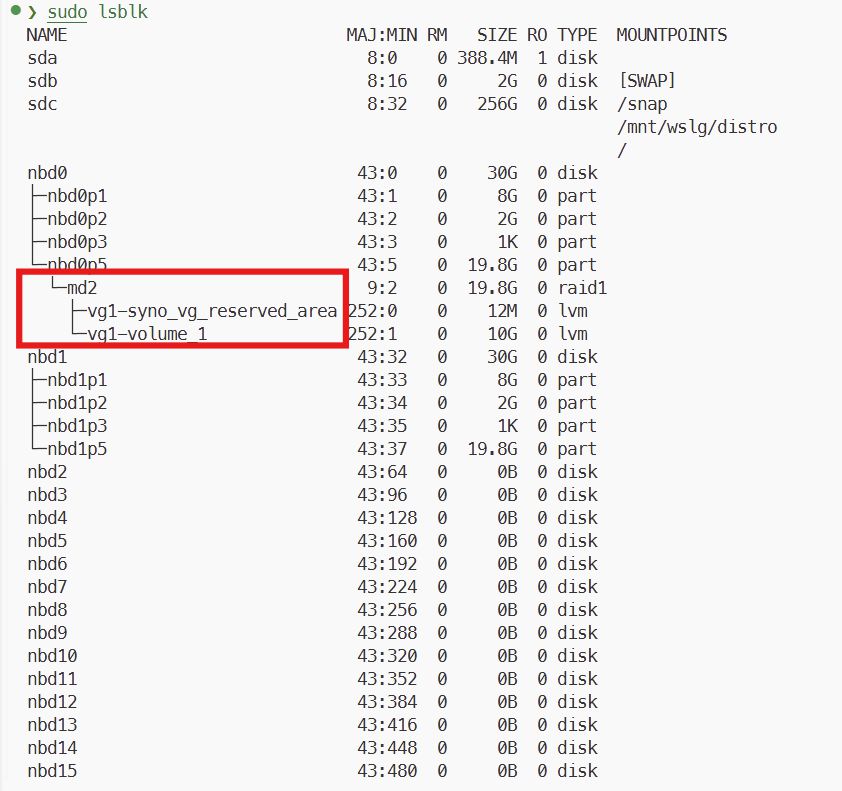 ❯ sudo lsblk
NAME MAJ:MIN RM SIZE RO TYPE MOUNTPOINTS
sda 8:0 0 388.4M 1 disk
sdb 8:16 0 2G 0 disk [SWAP]
sdc 8:32 0 256G 0 disk /snap
/mnt/wslg/distro
/
nbd0 43:0 0 30G 0 disk
├─nbd0p1 43:1 0 8G 0 part
├─nbd0p2 43:2 0 2G 0 part
├─nbd0p3 43:3 0 1K 0 part
└─nbd0p5 43:5 0 19.8G 0 part
└─md2 9:2 0 19.8G 0 raid1
├─vg1-syno_vg_reserved_area 252:0 0 12M 0 lvm
└─vg1-volume_1 252:1 0 10G 0 lvm
nbd1 43:32 0 30G 0 disk
├─nbd1p1 43:33 0 8G 0 part
├─nbd1p2 43:34 0 2G 0 part
├─nbd1p3 43:35 0 1K 0 part
└─nbd1p5 43:37 0 19.8G 0 part
nbd2 43:64 0 0B 0 disk
nbd3 43:96 0 0B 0 disk
nbd4 43:128 0 0B 0 disk
nbd5 43:160 0 0B 0 disk
nbd6 43:192 0 0B 0 disk
nbd7 43:224 0 0B 0 disk
nbd8 43:256 0 0B 0 disk
nbd9 43:288 0 0B 0 disk
nbd10 43:320 0 0B 0 disk
nbd11 43:352 0 0B 0 disk
nbd12 43:384 0 0B 0 disk
nbd13 43:416 0 0B 0 disk
nbd14 43:448 0 0B 0 disk
nbd15 43:480 0 0B 0 disk